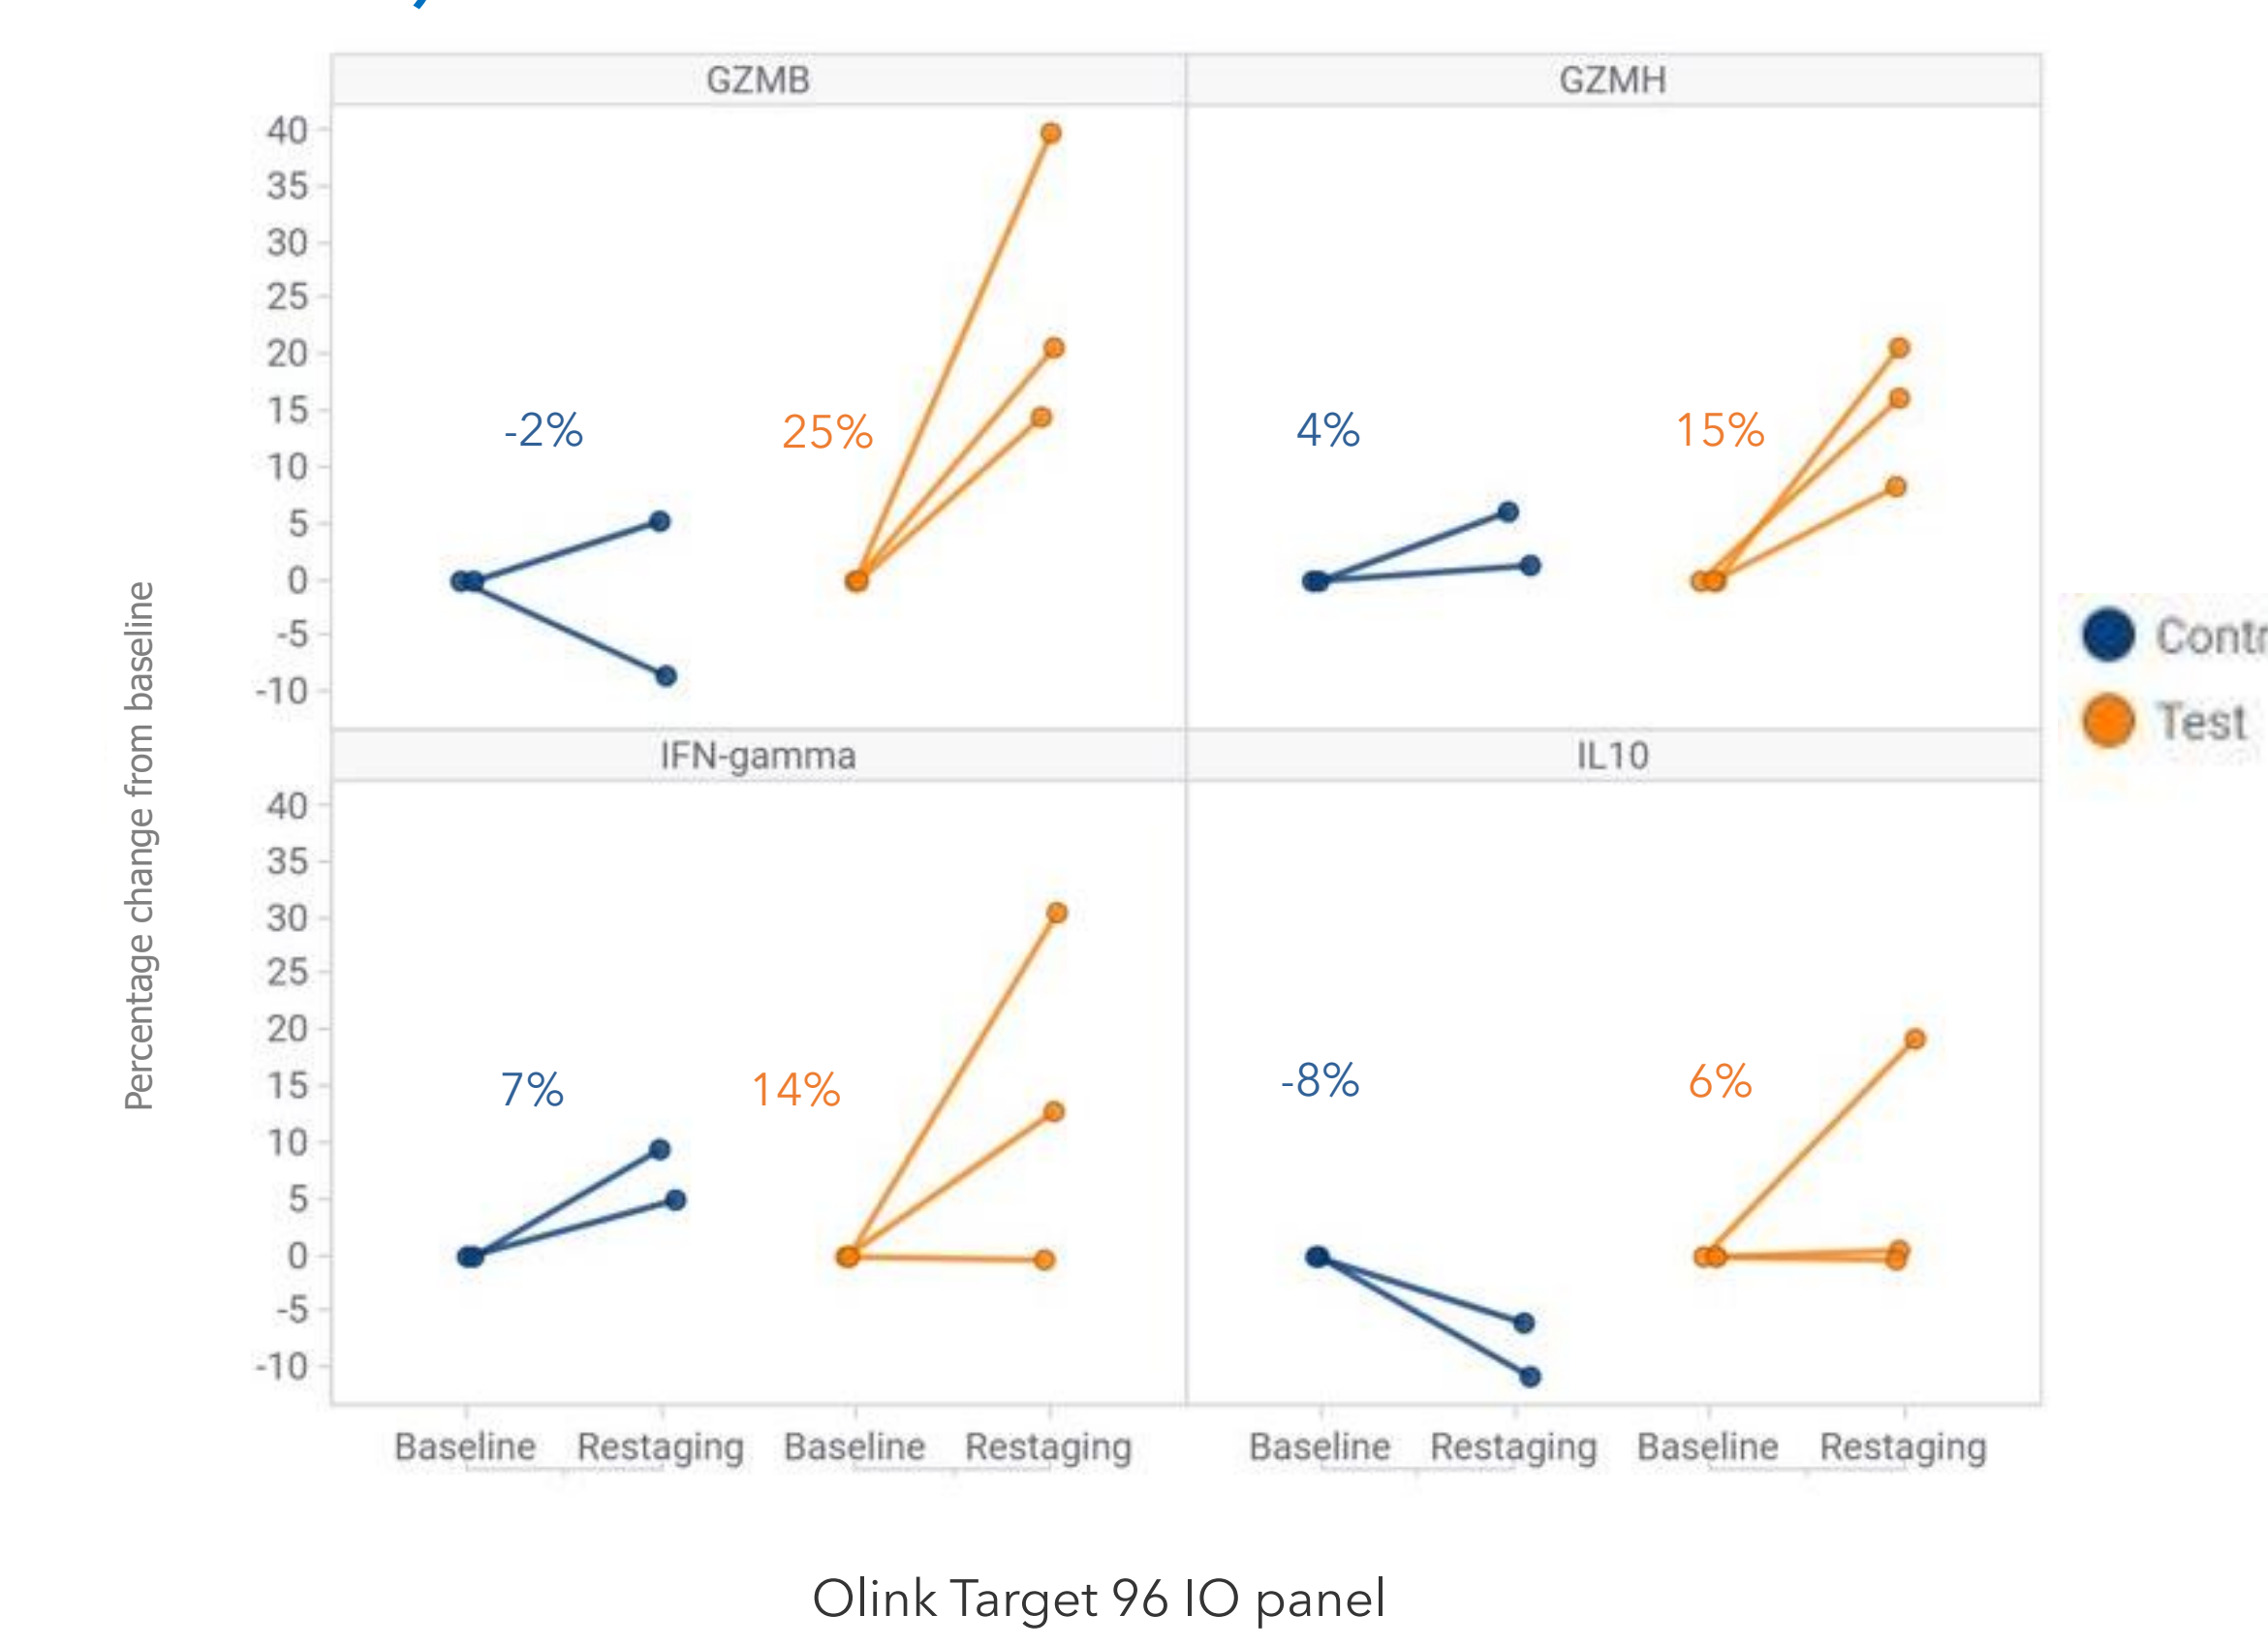 GZMB GZMH
40
35
30
25
20
15
10
5
0
-5
-10
-2% 25% 4% 15%
Percentage change from baseline
Contr
Test
IFN-gamma IL10
40
35
30
25
20
15
10
5
0
-5
-10
7% 14% -8% 6%
Baseline Restaging Baseline Restaging Baseline Restaging Baseline Restaging
Olink Target 96 IO panel